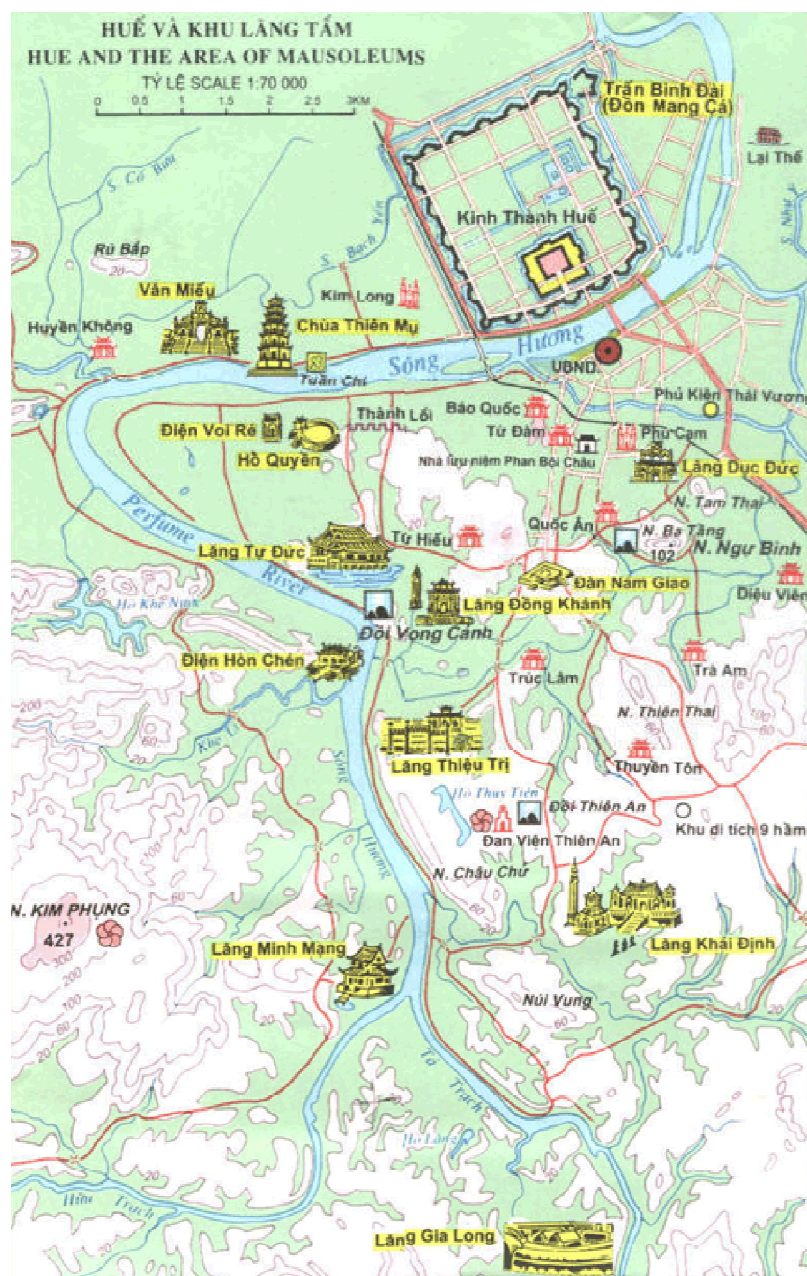 HUẾ VÀ KHU LĂNG TẨM
HUE AND THE AREA OF MAUSOLEUMS
TỶ LỆ SCALE 1:70 000
0 0.5 1.5 2.5 3KM
Trấn Bình Đài
(Đồn Mang Cá)
Lại Thế
S. Cổ Bưu
Kinh Thành Huế
S. Như
S. Bạch Yến
Rú Bắp
20
Văn Miếu
Kim Long
Huyền Không
Chùa Thiên Mụ
Sông Hương
UBND
Tuần Chi
Phủ Kiên Thái Vương
Thành Lồi
Báo Quốc
Điện Voi Ré
Từ Đàm
Phú Cam
Hổ Quyền
Nhà lưu niệm Phan Bội Châu
Lăng Dục Đức
N. Tam Thai
Perfume River
Quốc Ân
N. Ba Tầng
Từ Hiếu
102
N. Ngự Bình
Lăng Tự Đức
Đàn Nam Giao
Diệu Viên
Lăng Đồng Khánh
Đồi Vọng Cảnh
Điện Hòn Chén
Trúc Lâm
Trà Am
N. Thiên Thai
Lăng Thiệu Trị
Thuyền Tôn
Hồ Thủy Tiên
Đồi Thiên An
Khu di tích 9 hầm
Đan Viên Thiên An
Sông Hương
N. Châu Chữ
N. KIM PHỤNG
427
Lăng Minh Mạng
Lăng Khải Định
Núi Vung
Tả Trạch
Hữu Trạch
Lăng Gia Long